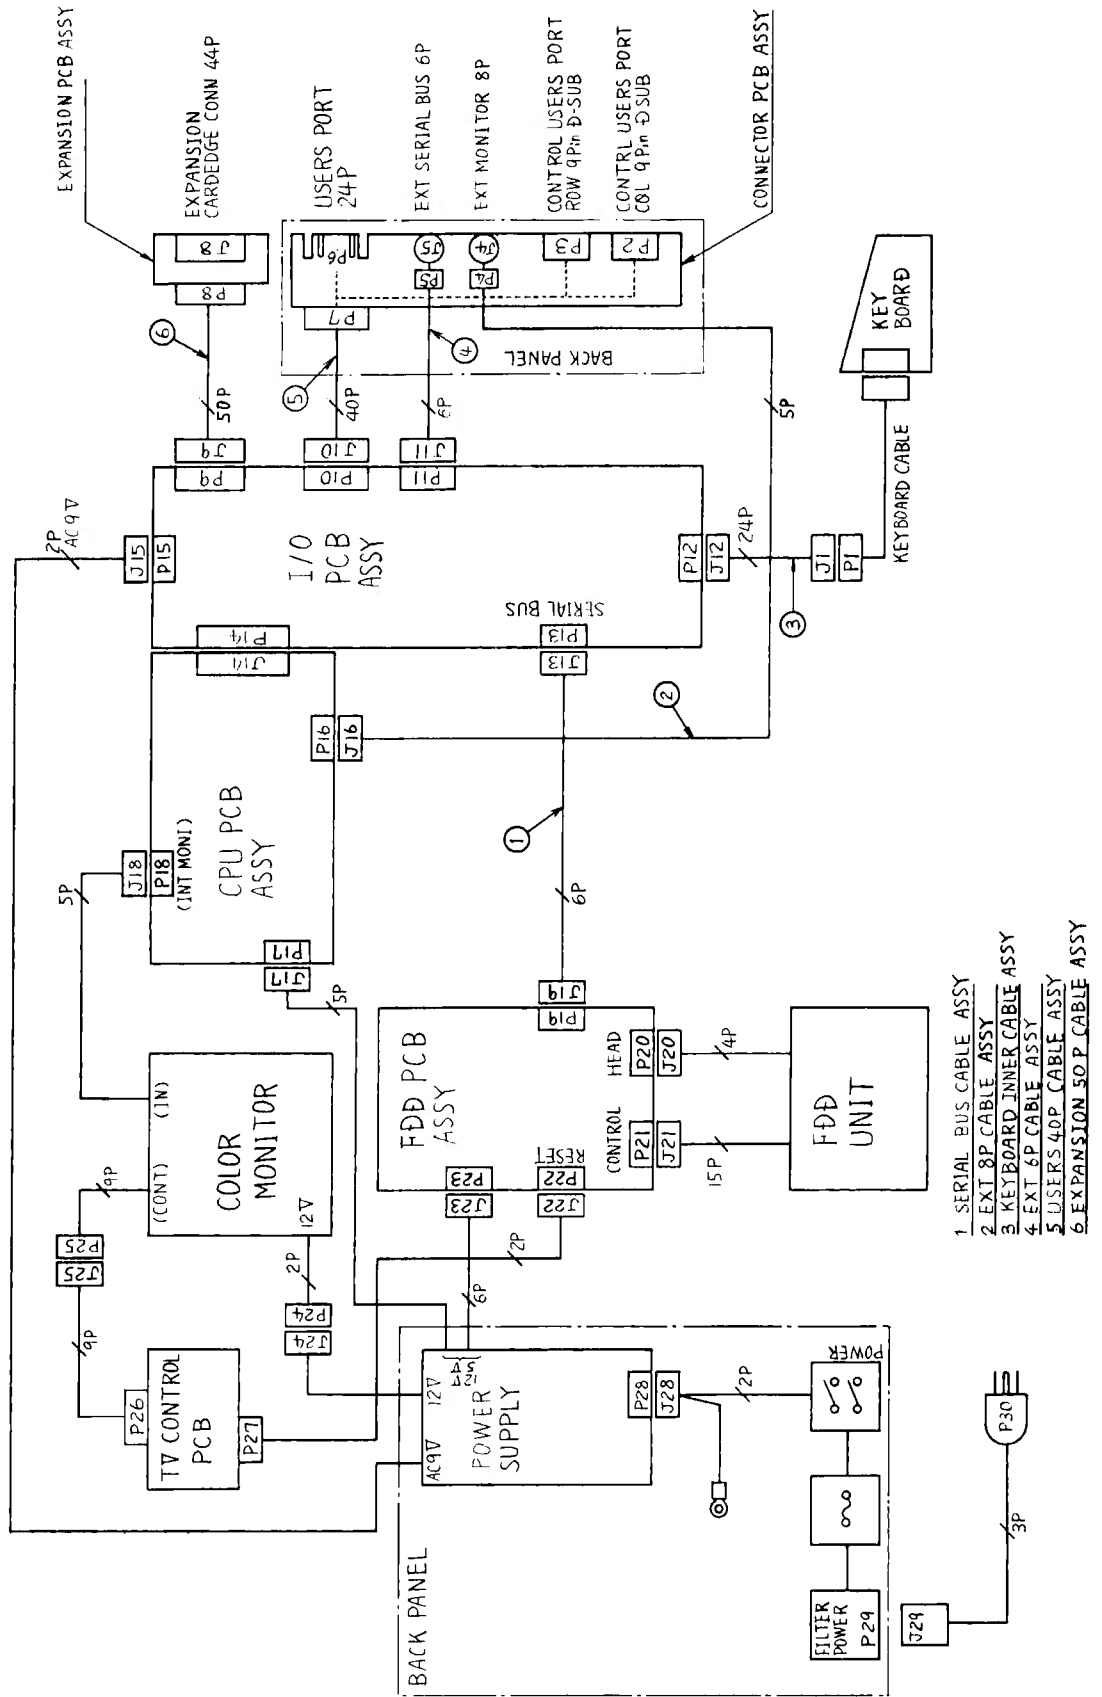 EXPANSION PCB ASSY
EXPANSION
CARDEDGE CONN 44P
USERS PORT
24P
EXT SERIAL BUS 6P
EXT MONITOR 8P
CONTROL USERS PORT
ROW 9Pin D-SUB
CONTRL USERS PORT
COL 9Pin DSUB
CONNECTOR PCB ASSY
J8
P8
P6
J5
P5
J4
P4
P3
P2
P7
BACK PANEL
6
5
4
50P
40P
6P
5P
KEY
BOARD
KEYBOARD CABLE
J9
P9
J10
P10
J11
P11
2P
AC9V
J15
P15
I/O
PCB
ASSY
P12
J12
24P
J1
P1
3
SERIAL BUS
P14
J14
P13
J13
2
1
6P
P16
J16
CPU PCB
ASSY
J18
P18
(INT MONI)
5P
P17
J17
5P
COLOR
MONITOR
(IN)
(CONT)
12V
9P
P25
J25
9P
2P
P24
J24
FDD PCB
ASSY
J19
P19
HEAD
P20
J20
4P
CONTROL
P21
J21
15P
RESET
P22
J22
P23
J23
2P
6P
FDD
UNIT
TV CONTROL
PCB
P26
P27
POWER
SUPPLY
AC9V
12V
12V
5V
P28
J28
2P
POWER
BACK PANEL
FILTER
POWER
P29
J29
3P
P30
1 SERIAL BUS CABLE ASSY
2 EXT 8P CABLE ASSY
3 KEYBOARD INNER CABLE ASSY
4 EXT 6P CABLE ASSY
5 USERS 40P CABLE ASSY
6 EXPANSION 50P CABLE ASSY